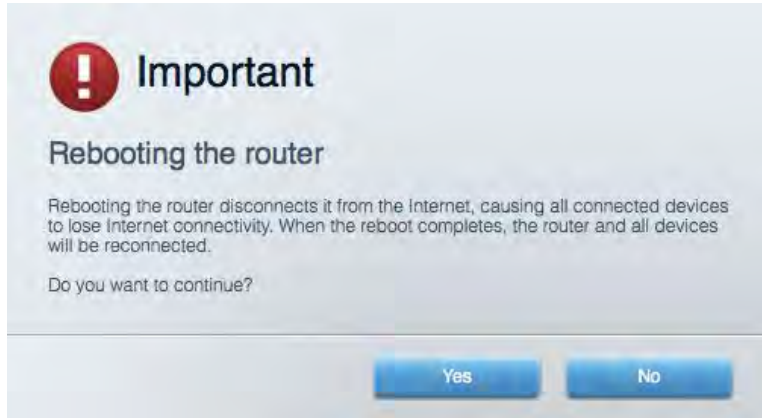 Important
Rebooting the router
Rebooting the router disconnects it from the Internet, causing all connected devices
to lose Internet connectivity. When the reboot completes, the router and all devices
will be reconnected.
Do you want to continue?
Yes No